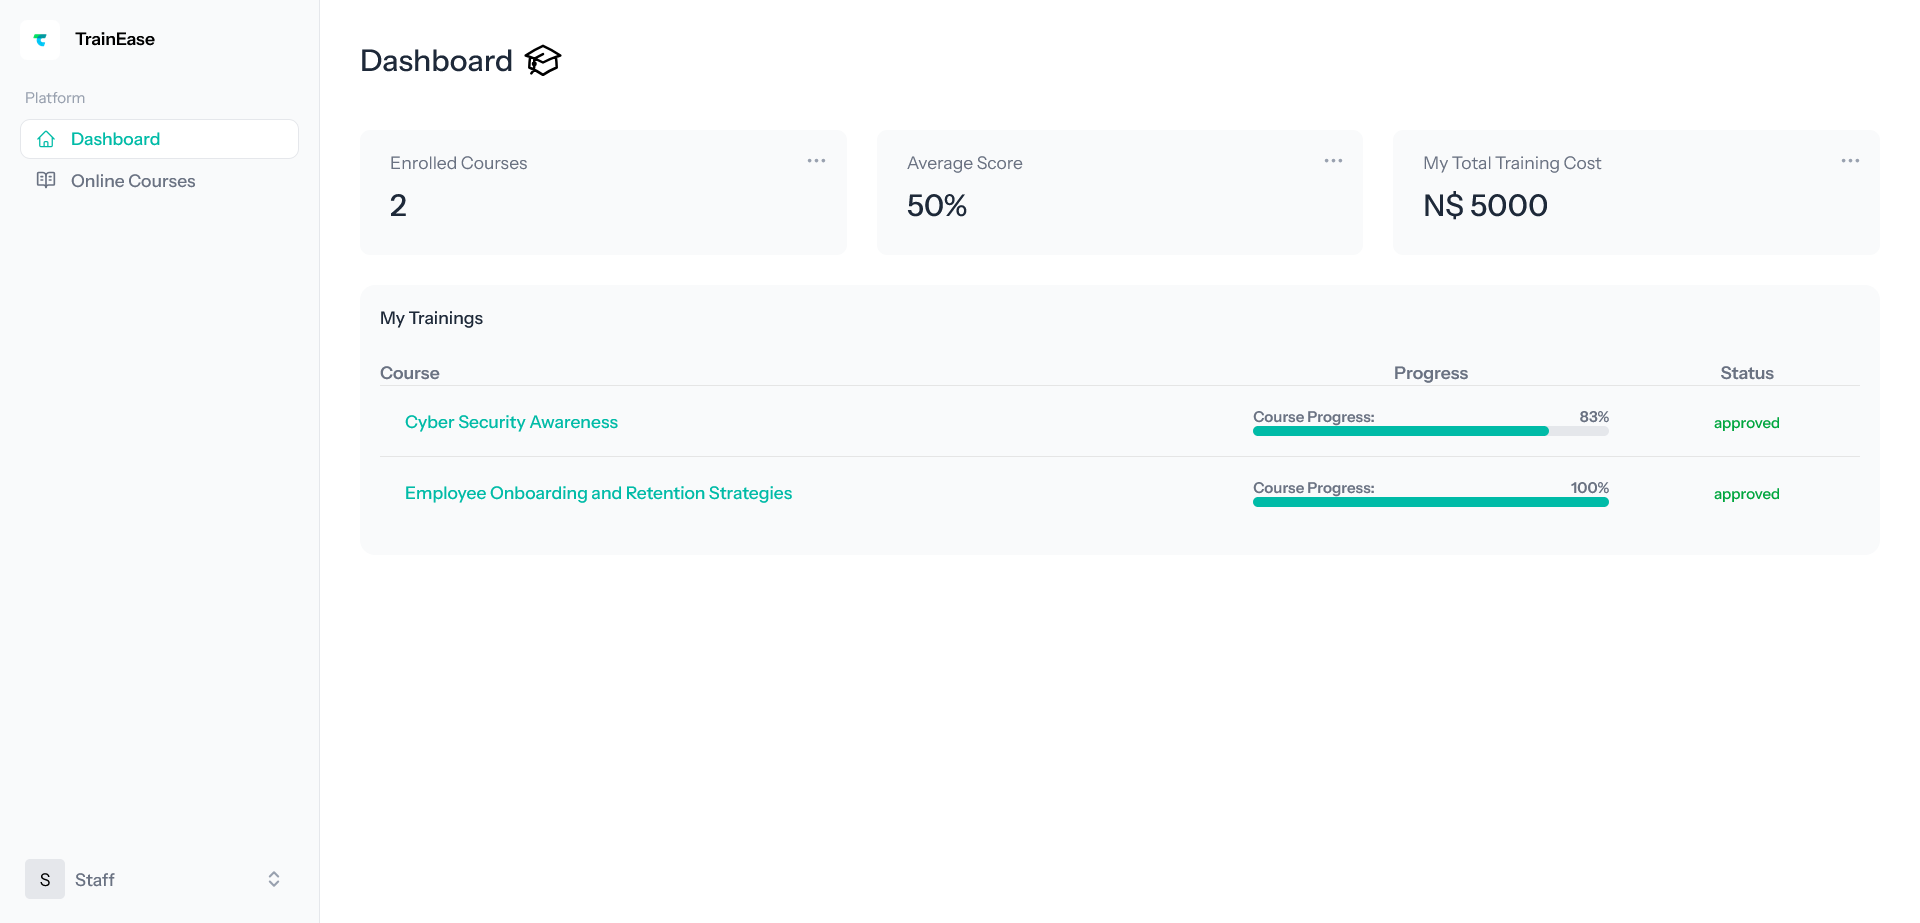 TrainEase
Platform
Dashboard
Online Courses
S
Staff
Dashboard
Enrolled Courses
2
Average Score
50%
My Total Training Cost
N$ 5000
My Trainings
Course Progress Status
Cyber Security Awareness Course Progress: 83% approved
Employee Onboarding and Retention Strategies Course Progress: 100% approved